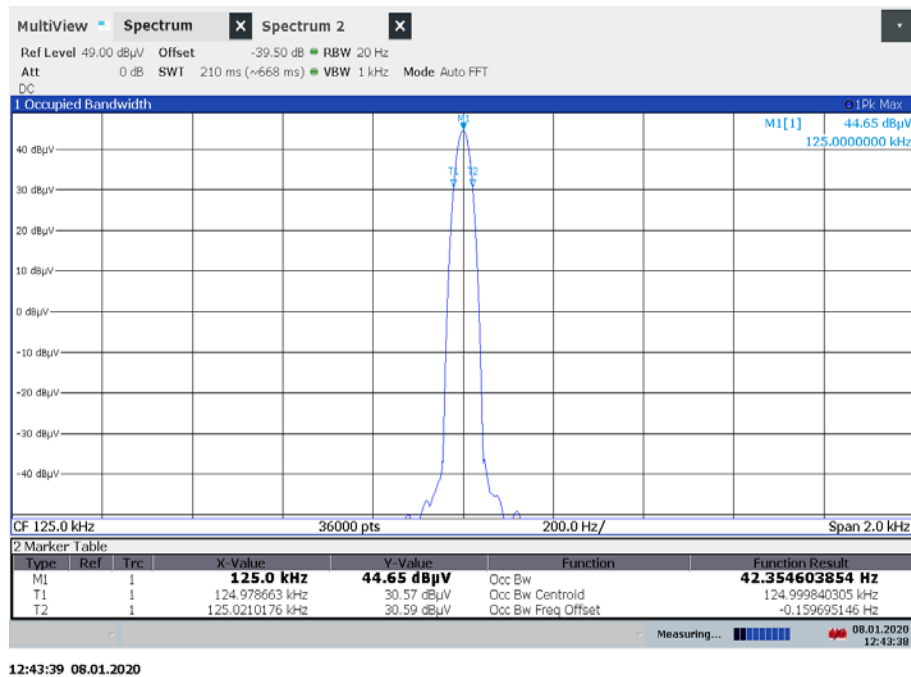 MultiView Spectrum X Spectrum 2 X
Ref Level 49.00 dBµV Offset -39.50 dB RBW 20 Hz
Att 0 dB SWT 210 ms (~668 ms) VBW 1 kHz Mode Auto FFT
DC
1 Occupied Bandwidth 1Pk Max
M1
M1[1] 44.65 dBµV
125.0000000 kHz
40 dBµV
T1 T2
30 dBµV
20 dBµV
10 dBµV
0 dBµV
-10 dBµV
-20 dBµV
-30 dBµV
-40 dBµV
CF 125.0 kHz 36000 pts 200.0 Hz/ Span 2.0 kHz
2 Marker Table
Type Ref Trc X-Value Y-Value Function Function Result
M1 1 125.0 kHz 44.65 dBµV Occ Bw 42.354603854 Hz
T1 1 124.978663 kHz 30.57 dBµV Occ Bw Centroid 124.999840305 kHz
T2 1 125.0210176 kHz 30.59 dBµV Occ Bw Freq Offset -0.159695146 Hz
Measuring... 08.01.2020
12:43:38
12:43:39 08.01.2020